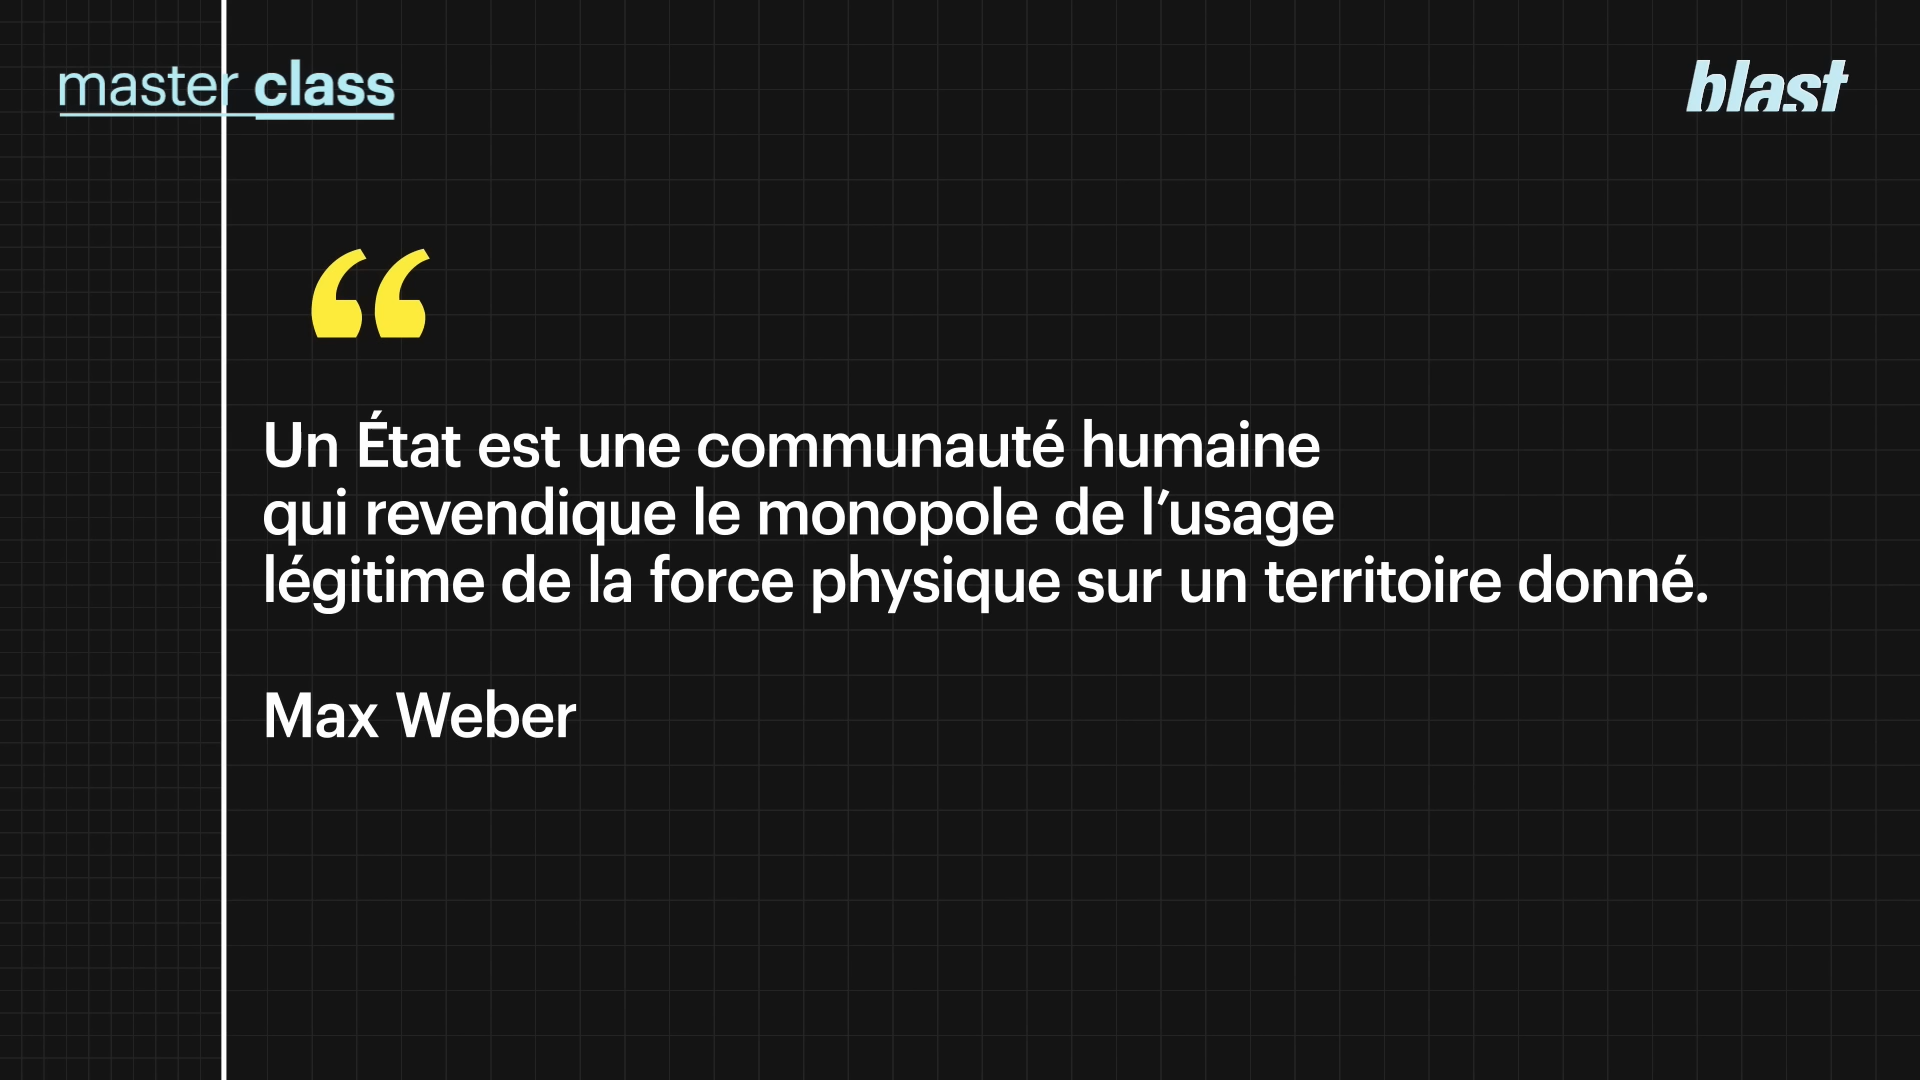 master class
blast
“
Un État est une communauté humaine
qui revendique le monopole de l’usage
légitime de la force physique sur un territoire donné.
Max Weber